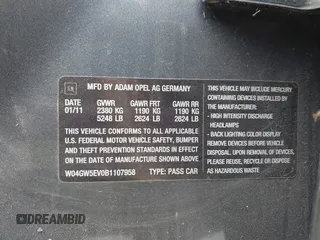 GM
MFD BY ADAM OPEL AG GERMANY
DATE GVWR GAWR FRT GAWR RR
01/11 2380 KG 1190 KG 1190 KG
5248 LB 2624 LB 2624 LB
THIS VEHICLE CONFORMS TO ALL APPLICABLE
U.S. FEDERAL MOTOR VEHICLE SAFETY, BUMPER,
AND THEFT PREVENTION STANDARDS IN EFFECT
ON THE DATE OF MANUFACTURE SHOWN ABOVE.
W04GW5EV0B1107958 TYPE: PASS CAR
THIS VEHICLE MAY INCLUDE MERCURY
CONTAINING DEVICES INSTALLED BY
THE MANUFACTURER:
- HIGH INTENSITY DISCHARGE
HEADLAMPS
- BACK LIGHTING COLOR DISPLAY
REMOVE DEVICES BEFORE
VEHICLE DISPOSAL. UPON REMOVAL
OF DEVICES PLEASE REUSE,
RECYCLE OR DISPOSE
AS HAZARDOUS WASTE
DREAMBID